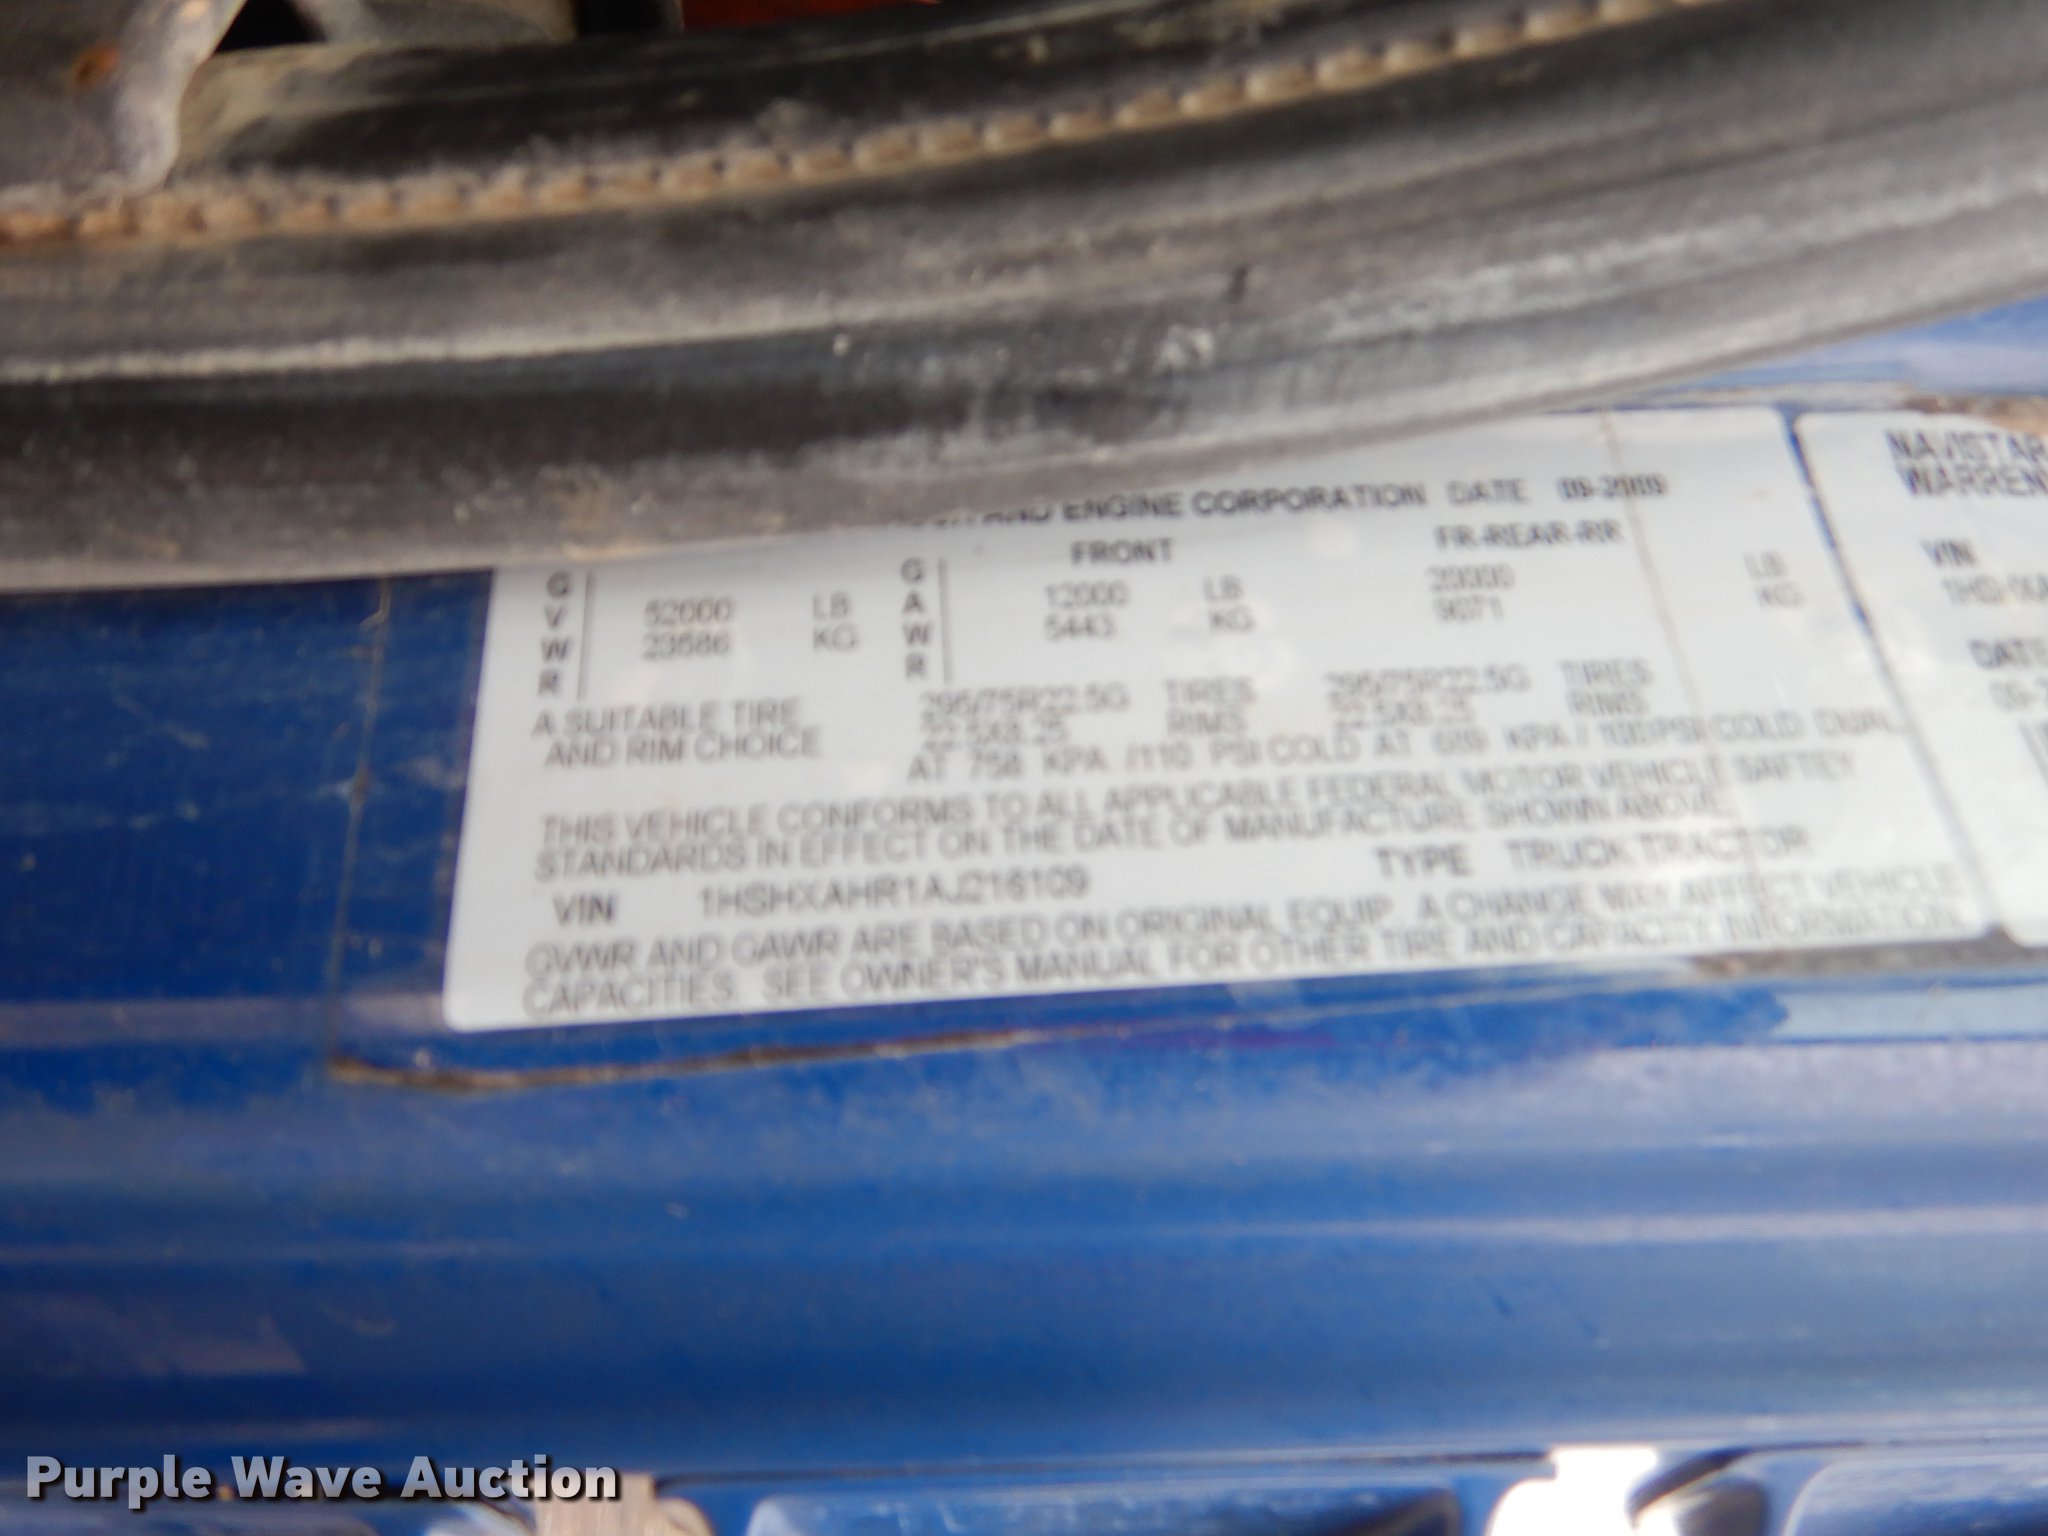 AND ENGINE CORPORATION DATE 09-2009
G FRONT FR-REAR-RR
V 52000 LB A 12000 LB 20000 LB
W 23586 KG W 5443 KG 9071 KG
R R
A SUITABLE TIRE 295/75R22.5G TIRES 295/75R22.5G TIRES
AND RIM CHOICE 22.5X8.25 RIMS 22.5X8.25 RIMS
AT 758 KPA /110 PSI COLD AT 689 KPA / 100 PSI COLD DUAL
THIS VEHICLE CONFORMS TO ALL APPLICABLE FEDERAL MOTOR VEHICLE SAFTEY
STANDARDS IN EFFECT ON THE DATE OF MANUFACTURE SHOWN ABOVE
VIN 1HSHXAHR1AJ216109 TYPE TRUCK TRACTOR
GVWR AND GAWR ARE BASED ON ORIGINAL EQUIP. A CHANGE WAY AFFECT VEHICLE
CAPACITIES. SEE OWNER'S MANUAL FOR OTHER TIRE AND CAPACITY INFORMATION.
NAVISTAR
WARREN
VIN
DATE
Purple Wave Auction